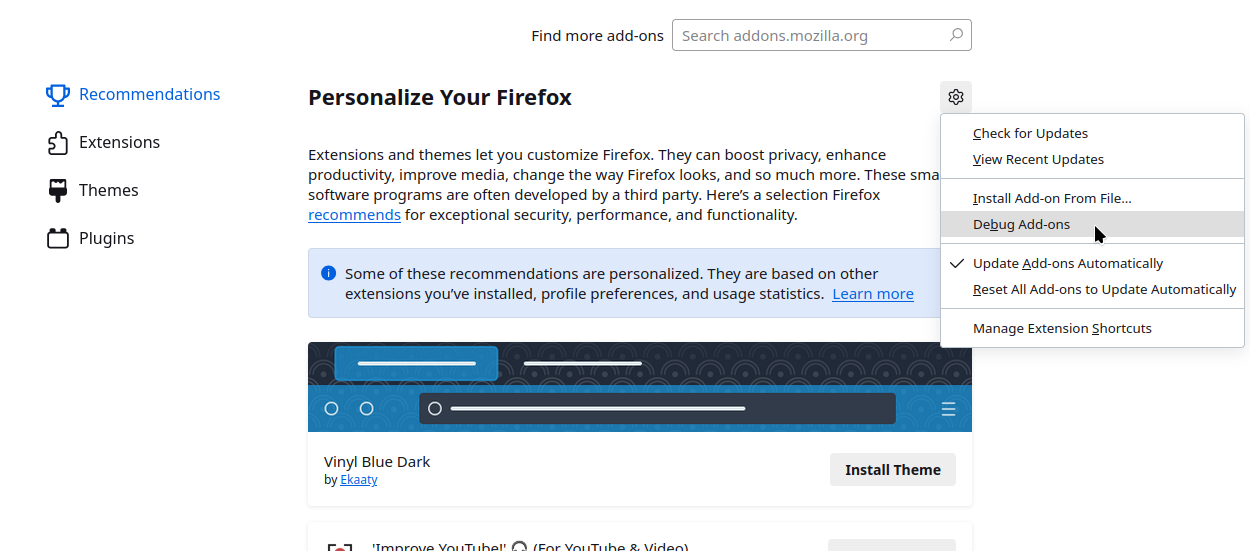 Find more add-ons
Search addons.mozilla.org
Recommendations
Extensions
Themes
Plugins
Personalize Your Firefox
Extensions and themes let you customize Firefox. They can boost privacy, enhance
productivity, improve media, change the way Firefox looks, and so much more. These
software programs are often developed by a third party. Here’s a selection Firefox
recommends for exceptional security, performance, and functionality.
Some of these recommendations are personalized. They are based on other
extensions you’ve installed, profile preferences, and usage statistics. Learn more
Check for Updates
View Recent Updates
Install Add-on From File...
Debug Add-ons
Update Add-ons Automatically
Reset All Add-ons to Update Automatically
Manage Extension Shortcuts
Vinyl Blue Dark
by Ekaaty
Install Theme
'Improve YouTube!' 🎧 (For YouTube & Video)